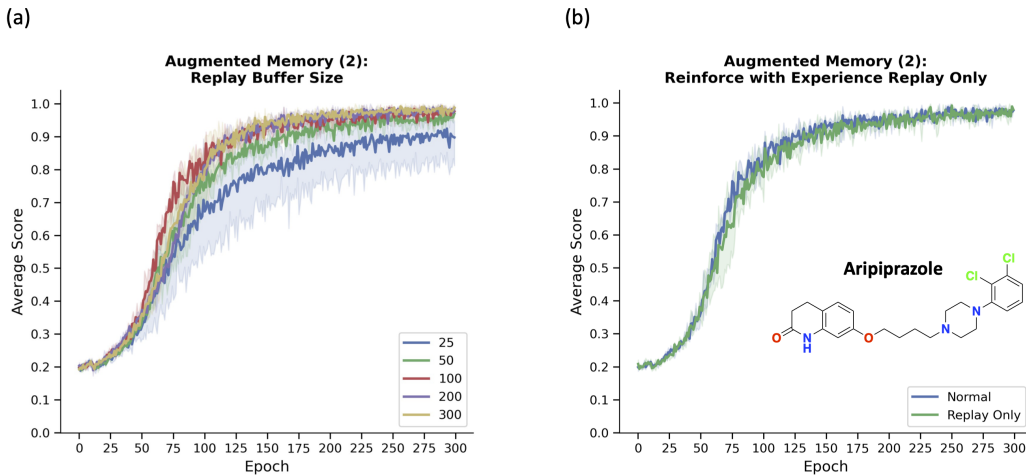 (a)
Augmented Memory (2):
Replay Buffer Size
1.0
0.9
0.8
0.7
0.6
0.5
0.4
0.3
0.2
0.1
0.0
Average Score
0 25 50 75 100 125 150 175 200 225 250 275 300
Epoch
25
50
100
200
300
(b)
Augmented Memory (2):
Reinforce with Experience Replay Only
1.0
0.9
0.8
0.7
0.6
0.5
0.4
0.3
0.2
0.1
0.0
Average Score
0 25 50 75 100 125 150 175 200 225 250 275 300
Epoch
Aripiprazole
Cl
Cl
N
N
O
O
N
H
Normal
Replay Only